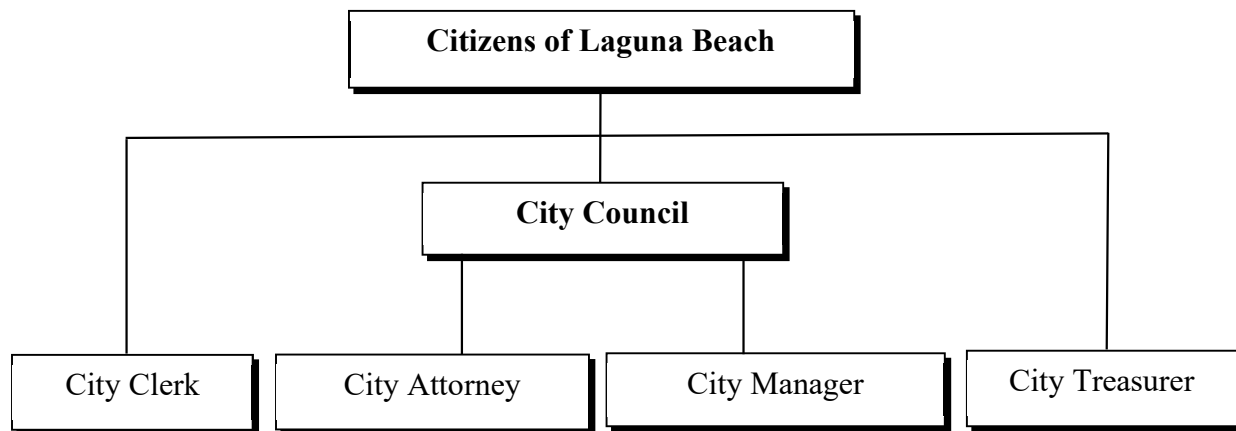 Citizens of Laguna Beach
City Council
City Clerk
City Attorney
City Manager
City Treasurer